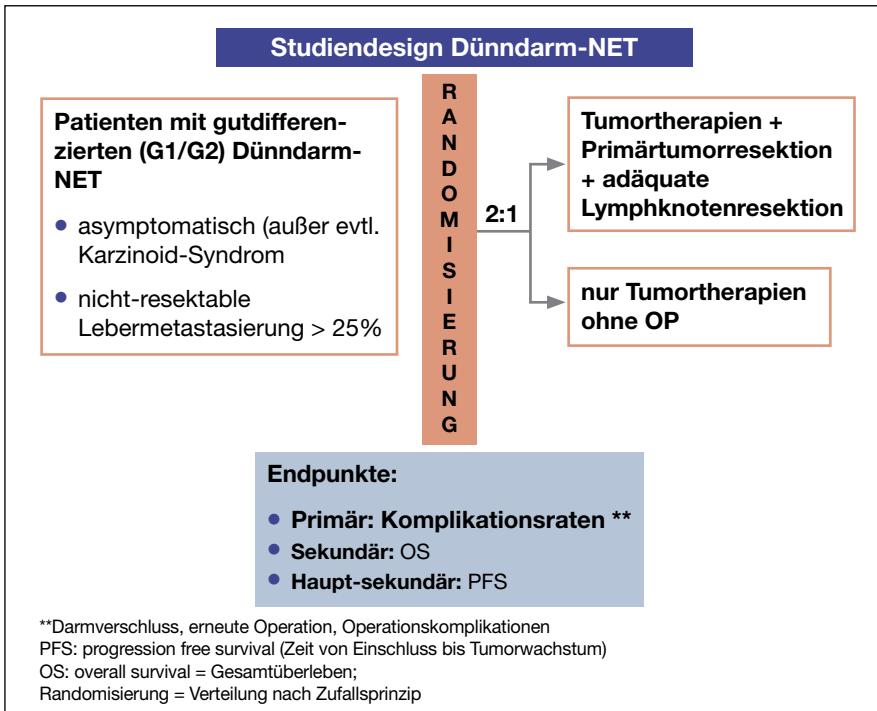 Studiendesign Dünndarm-NET
Patienten mit gutdifferen-
zierten (G1/G2) Dünndarm-
NET
• asymptomatisch (außer evtl.
Karzinoid-Syndrom
• nicht-resektable
Lebermetastasierung > 25%
R
A
N
D
O
M
I
S
I
E
R
U
N
G
2:1
Tumortherapien +
Primärtumorresektion
+ adäquate
Lymphknotenresektion
nur Tumortherapien
ohne OP
Endpunkte:
• Primär: Komplikationsraten **
• Sekundär: OS
• Haupt-sekundär: PFS
**Darmverschluss, erneute Operation, Operationskomplikationen
PFS: progression free survival (Zeit von Einschluss bis Tumorwachstum)
OS: overall survival = Gesamtüberleben;
Randomisierung = Verteilung nach Zufallsprinzip